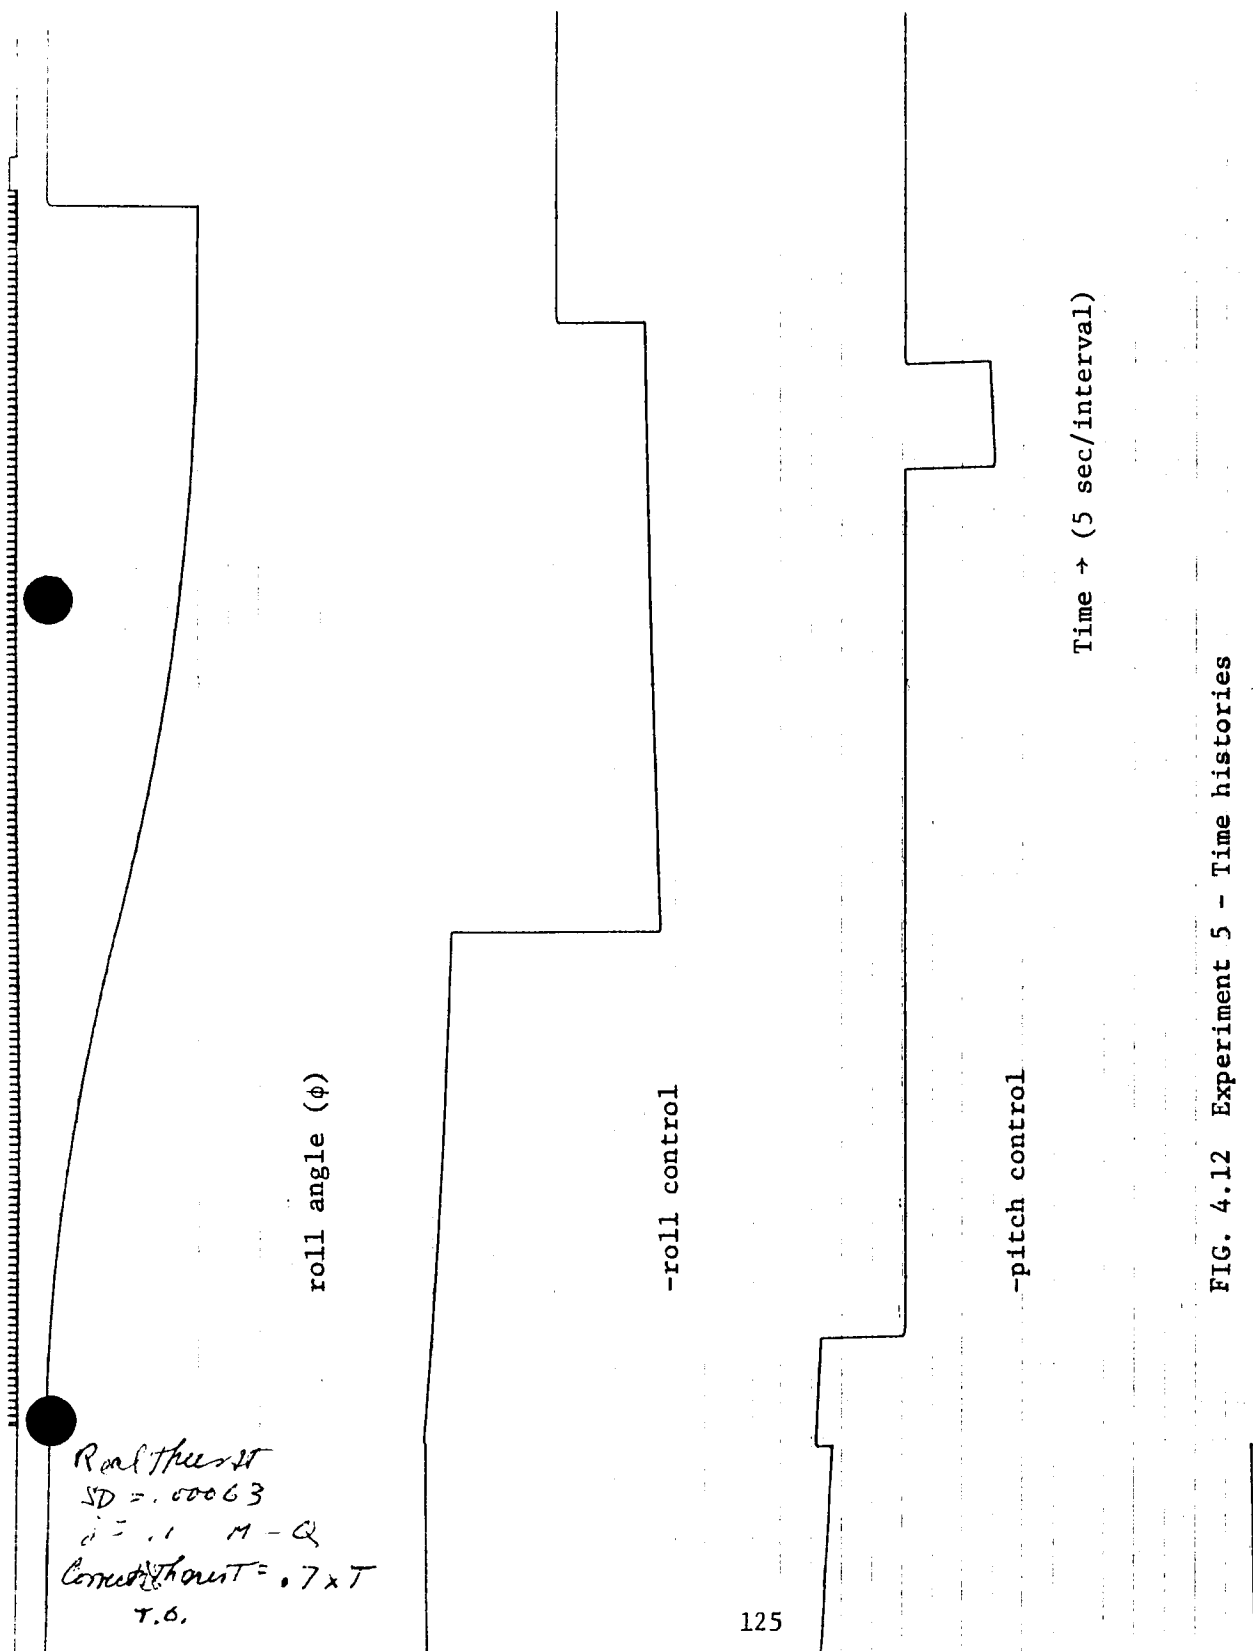 roll angle (φ)
-roll control
-pitch control
Time → (5 sec/interval)
FIG. 4.12 Experiment 5 - Time histories
Real thrust
SD = .00063
= .1 M - Q
thrust = .7 x T
T.O.
125